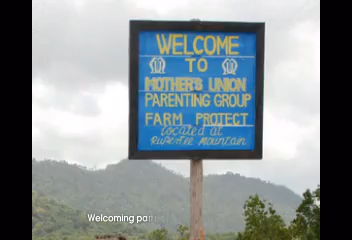 WELCOME
TO
MOTHER'S UNION
PARENTING GROUP
FARM PROJECT
Located at
Rupertee Mountain
Welcoming